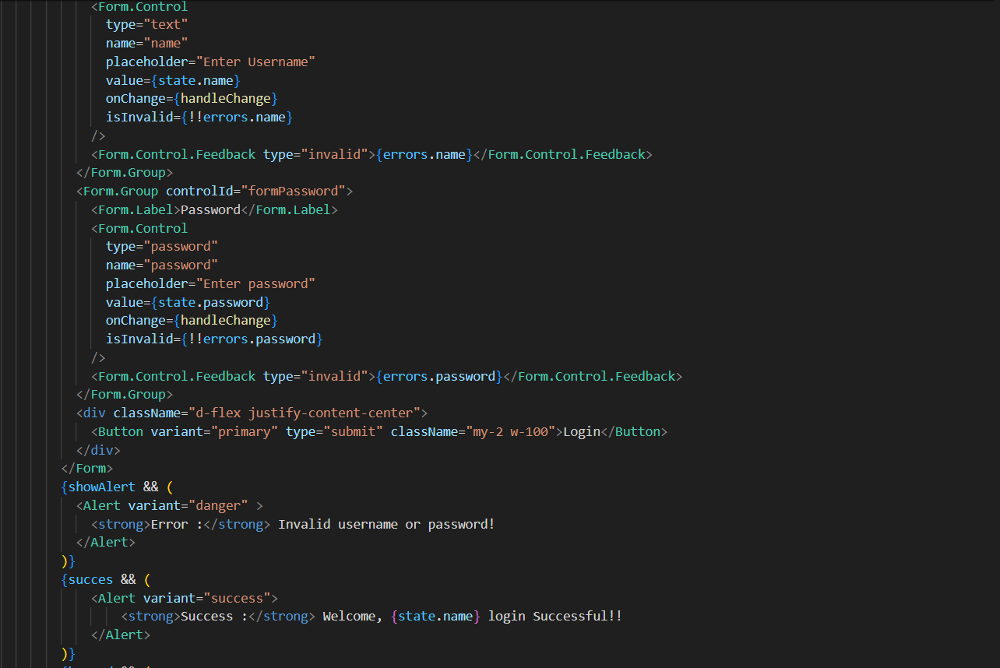 <Form.Control
type="text"
name="name"
placeholder="Enter Username"
value={state.name}
onChange={handleChange}
isInvalid={!!errors.name}
/>
<Form.Control.Feedback type="invalid">{errors.name}</Form.Control.Feedback>
</Form.Group>
<Form.Group controlId="formPassword">
<Form.Label>Password</Form.Label>
<Form.Control
type="password"
name="password"
placeholder="Enter password"
value={state.password}
onChange={handleChange}
isInvalid={!!errors.password}
/>
<Form.Control.Feedback type="invalid">{errors.password}</Form.Control.Feedback>
</Form.Group>
<div className="d-flex justify-content-center">
<Button variant="primary" type="submit" className="my-2 w-100">Login</Button>
</div>
</Form>
{showAlert && (
<Alert variant="danger" >
<strong>Error :</strong> Invalid username or password!
</Alert>
)}
{succes && (
<Alert variant="success">
<strong>Success :</strong> Welcome, {state.name} login Successful!!
</Alert>
)}